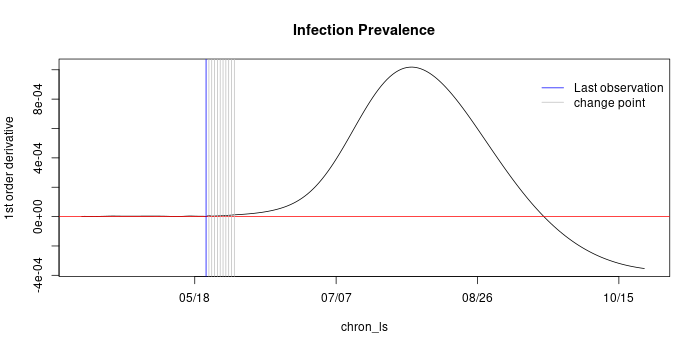 Infection Prevalence
1st order derivative
8e-04
4e-04
0e+00
-4e-04
Last observation
change point
05/18
07/07
08/26
10/15
chron_ls